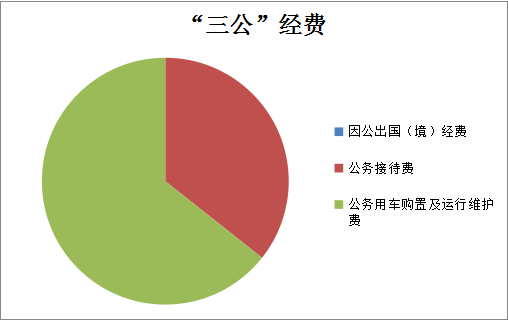 “三公”经费
因公出国（境）经费
公务接待费
公务用车购置及运行维护
费